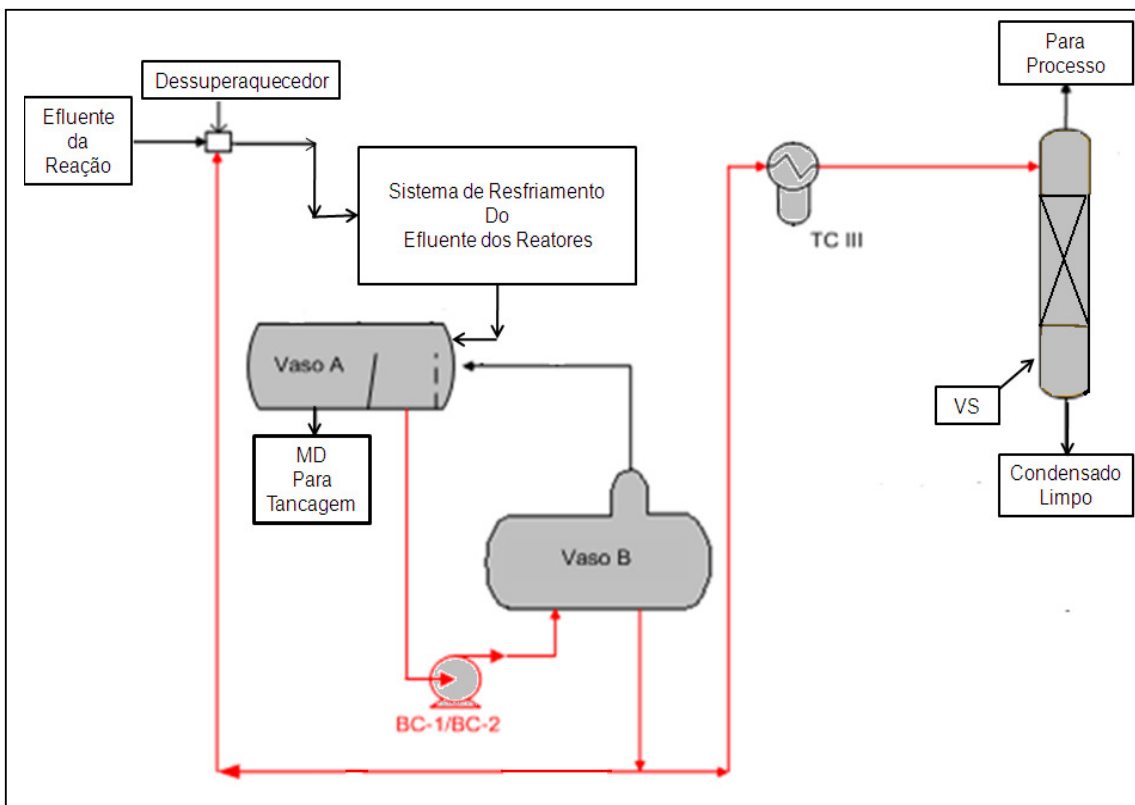 Dessuperaquecedor
Efluente
da
Reação
Sistema de Resfriamento
Do
Efluente dos Reatores
Vaso A
MD
Para
Tancagem
Vaso B
BC-1/BC-2
TC III
Para
Processo
VS
Condensado
Limpo